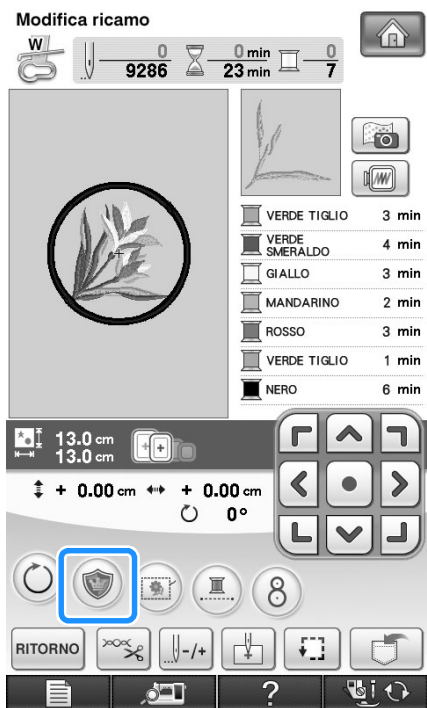 Modifica ricamo
W
0
9286
0 min
23 min
0
7
VERDE TIGLIO 3 min
VERDE SMERALDO 4 min
GIALLO 3 min
MANDARINO 2 min
ROSSO 3 min
VERDE TIGLIO 1 min
NERO 6 min
13.0 cm
13.0 cm
+ 0.00 cm + 0.00 cm
0°
8
RITORNO
-/+
?